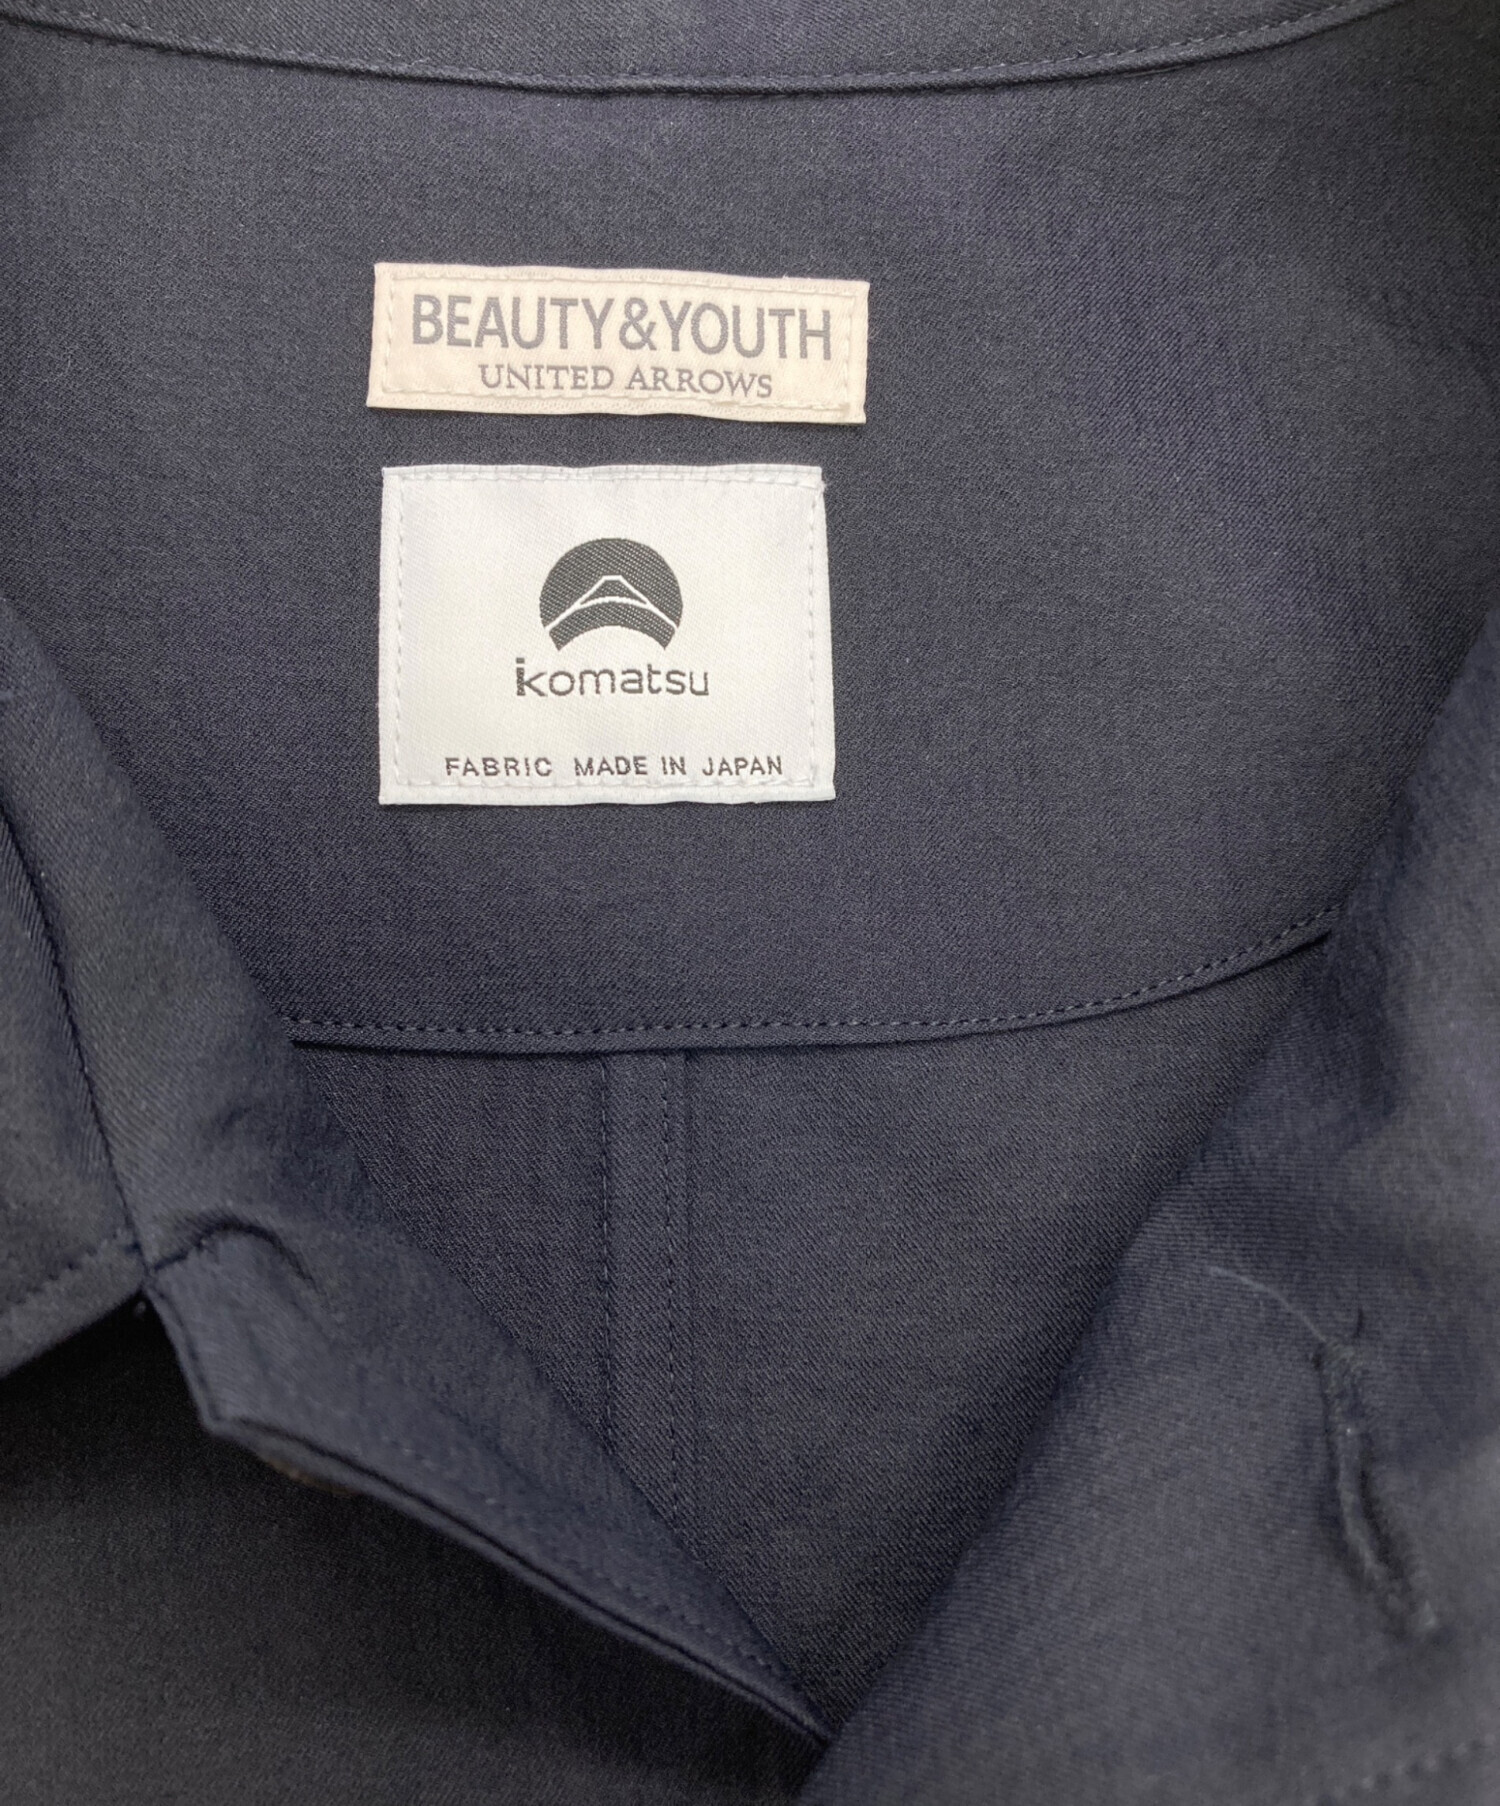 BEAUTY&YOUTH
UNITED ARROWS
komatsu
FABRIC MADE IN JAPAN